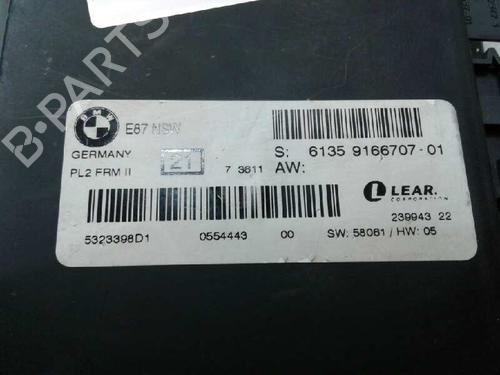 B-PARTS
BMW
E87 NSW
GERMANY
21
S: 6135 9166707-01
PL2 FRM II
7 3611
AW:
LEAR.
CORPORATION
239943 22
5323398D1
0554443
00
SW: 58081 / HW: 05